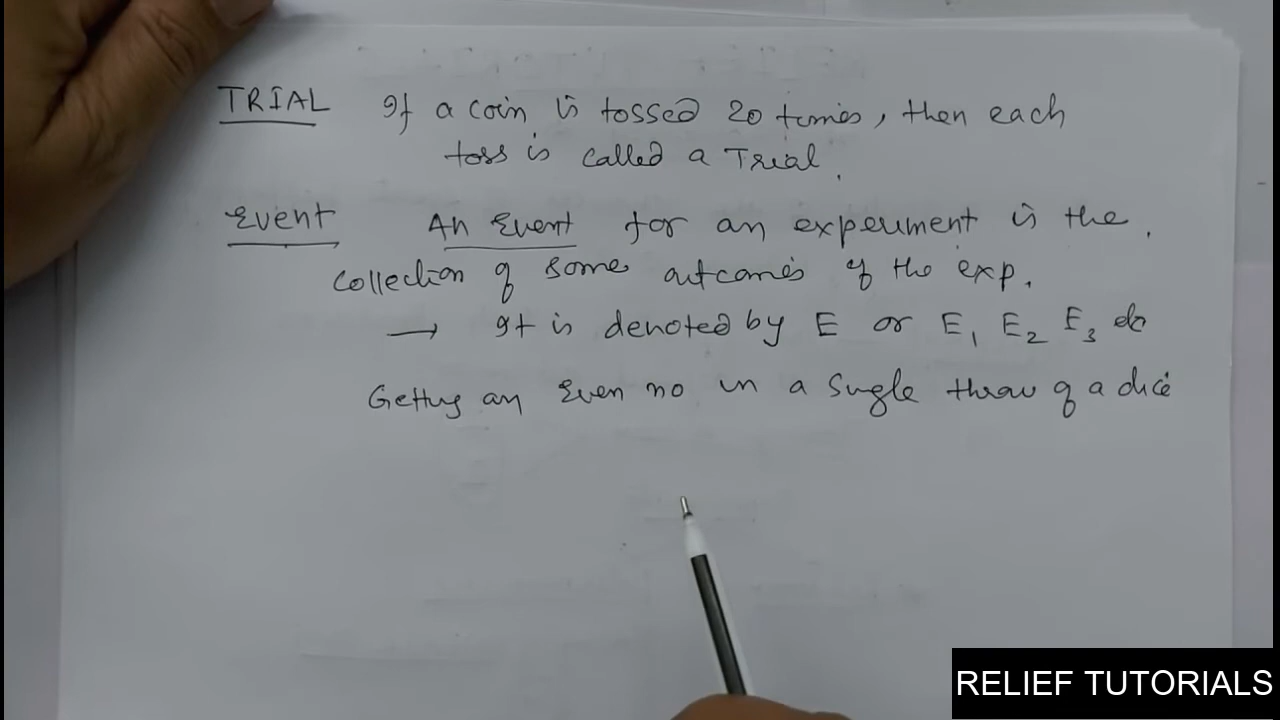 TRIAL If a coin is tossed 20 times, then each
toss is called a Trial.
Event An Event for an experiment is the
collection of some outcomes of the exp.
→ It is denoted by E or E₁ E₂ E₃ etc
Getting an Even no in a Single throw of a dice
RELIEF TUTORIALS